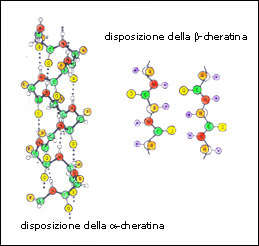 disposizione della β-cheratina
disposizione della α-cheratina